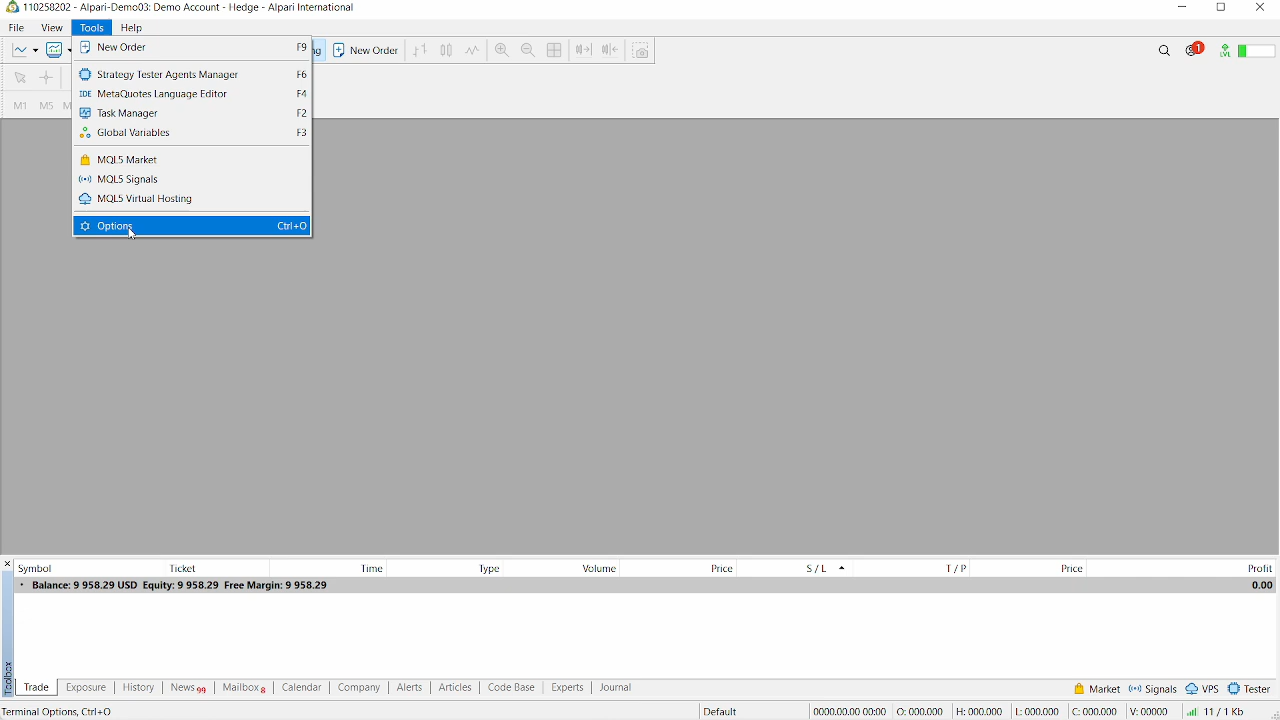 110258202 - Alpari-Demo03: Demo Account - Hedge - Alpari International
File View Tools Help
New Order F9
New Order
1
LVL
Strategy Tester Agents Manager F6
IDE MetaQuotes Language Editor F4
M1 M5
Task Manager F2
Global Variables F3
MQL5 Market
MQL5 Signals
MQL5 Virtual Hosting
Options Ctrl+O
Symbol Ticket Time Type Volume Price S / L T / P Price Profit
Balance: 9 958.29 USD Equity: 9 958.29 Free Margin: 9 958.29 0.00
Toolbox
Trade Exposure History News 99 Mailbox 8 Calendar Company Alerts Articles Code Base Experts Journal Market Signals VPS Tester
Terminal Options, Ctrl+O Default 0000.00.00 00:00 O: 000.000 H: 000.000 L: 000.000 C: 000.000 V: 00000 11 / 1 Kb